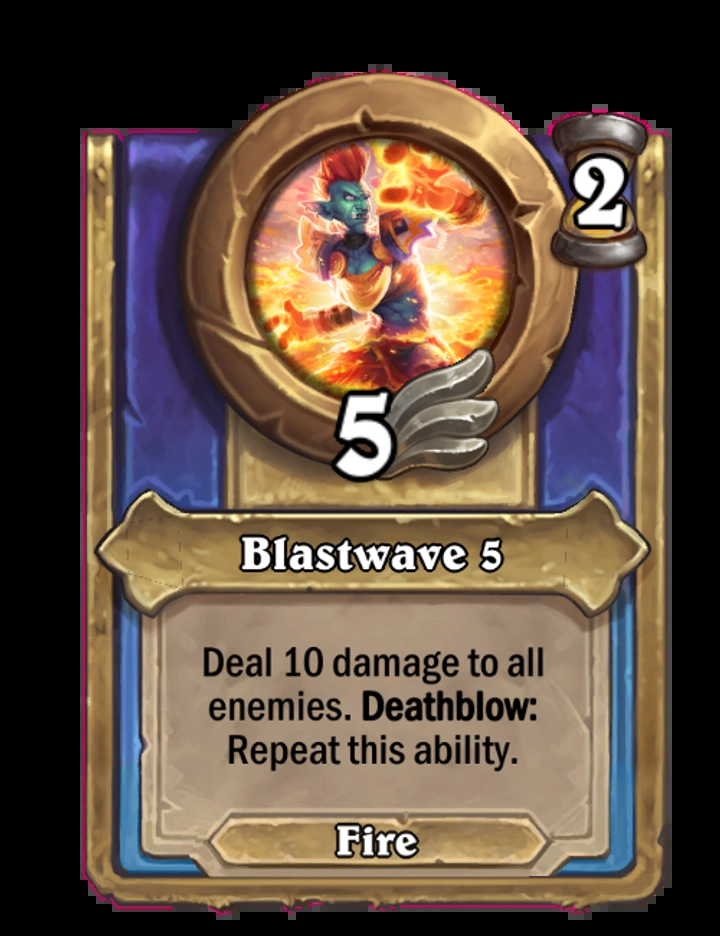 2
5
Blastwave 5
Deal 10 damage to all
enemies. Deathblow:
Repeat this ability.
Fire